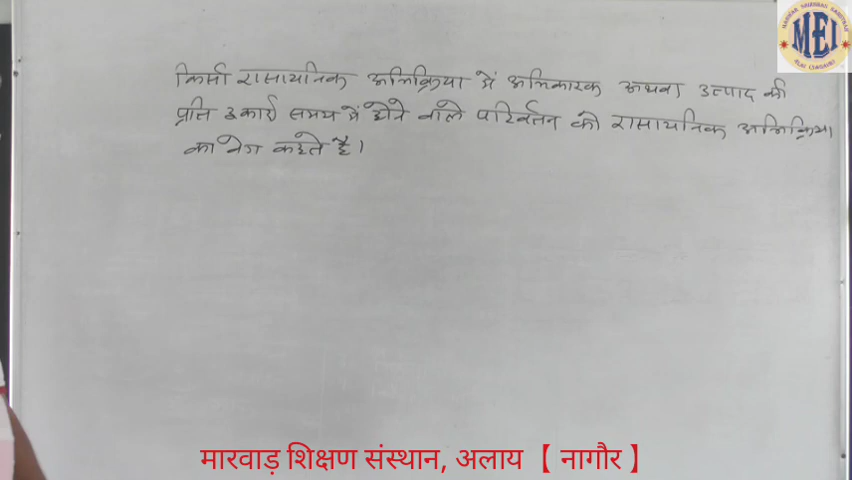 MEI
किसी रासायनिक अभिक्रिया में अभिकारक अथवा उत्पाद की
प्रति इकाई समय में होने वाले परिवर्तन को रासायनिक अभिक्रिया
का वेग कहते है।
मारवाड़ शिक्षण संस्थान, अलाय [ नागौर ]